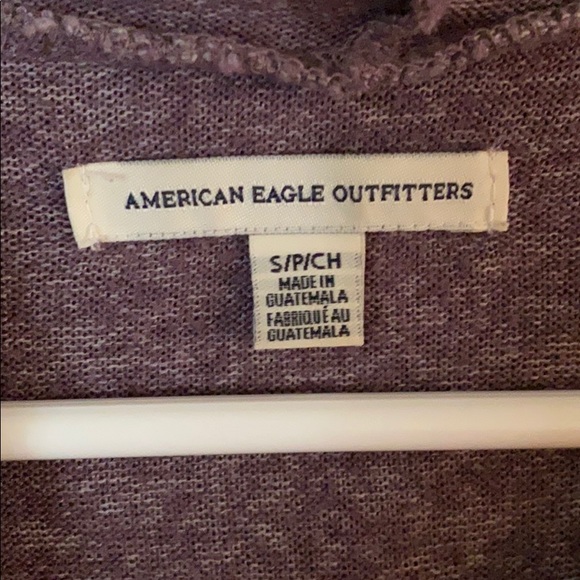 AMERICAN EAGLE OUTFITTERS
S/P/CH
MADE IN
GUATEMALA
FABRIQUÉ AU
GUATEMALA